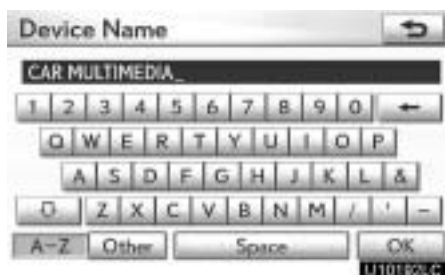 Device Name
CAR MULTIMEDIA_
1 2 3 4 5 6 7 8 9 0 ←
Q W E R T Y U I O P
A S D F G H J K L &
Z X C V B N M / ' -
A-Z Other Space OK